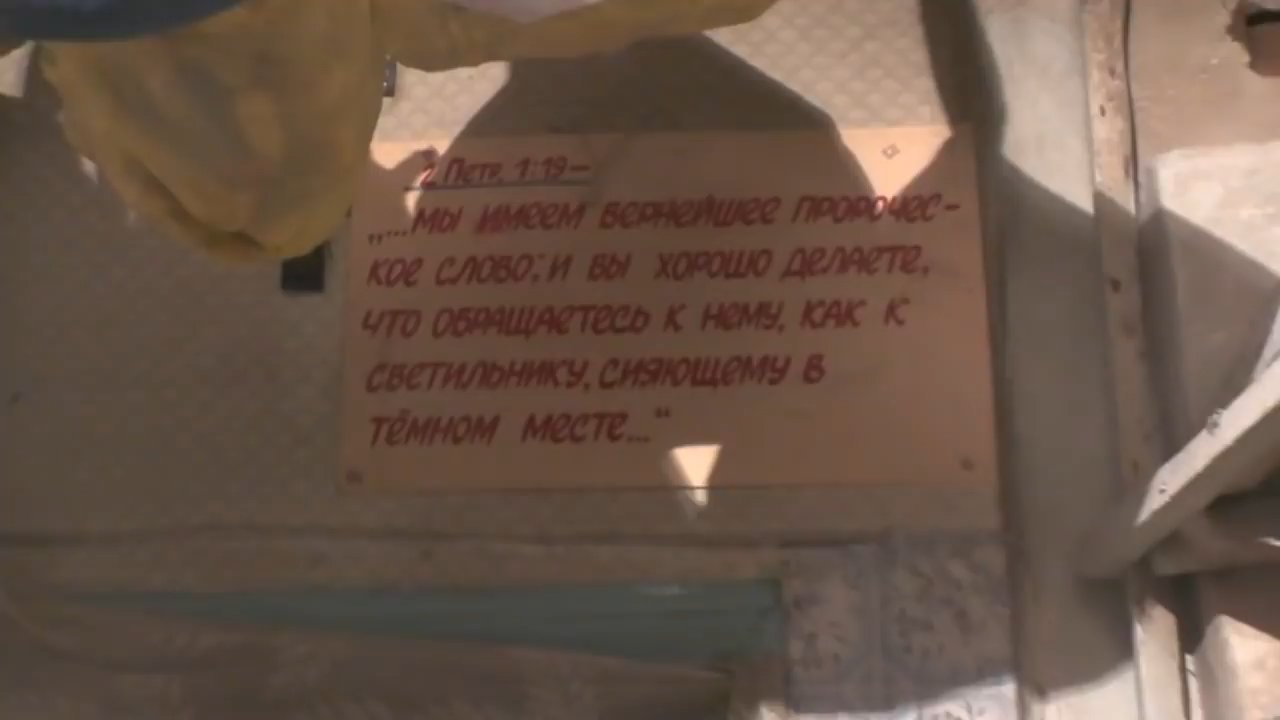 2 Петр. 1:19—
„...мы имеем вернейшее пророчес-
кое слово; и вы хорошо делаете,
что обращаетесь к нему, как к
светильнику, сияющему в
тёмном месте..."